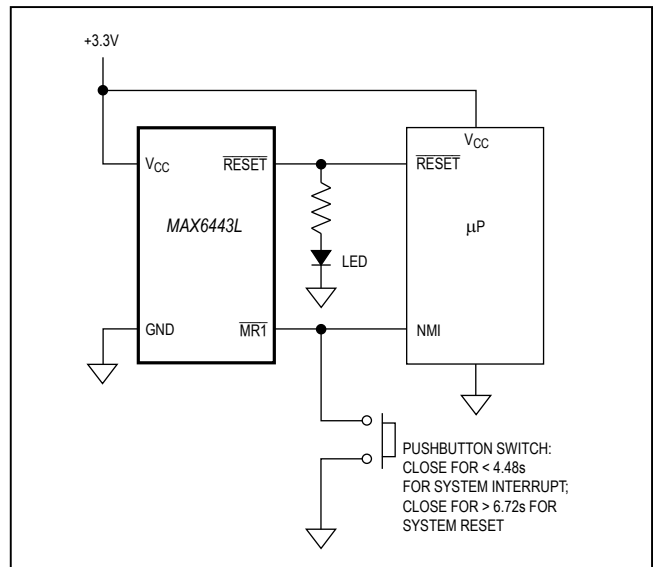 +3.3V
VCC
RESET
MAX6443L
GND
MR1
LED
VCC
RESET
μP
NMI
PUSHBUTTON SWITCH:
CLOSE FOR < 4.48s
FOR SYSTEM INTERRUPT;
CLOSE FOR > 6.72s FOR
SYSTEM RESET